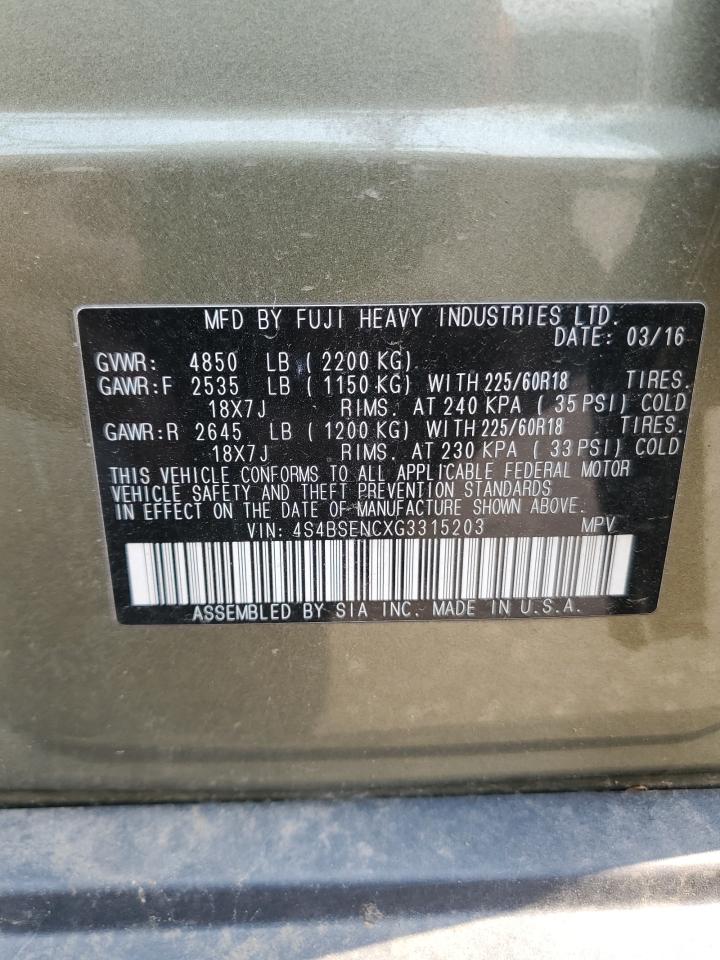 MFD BY FUJI HEAVY INDUSTRIES LTD.
DATE: 03/16
GVWR: 4850 LB ( 2200 KG)
GAWR:F 2535 LB ( 1150 KG) WITH 225/60R18 TIRES.
18X7J RIMS. AT 240 KPA ( 35 PSI) COLD
GAWR:R 2645 LB ( 1200 KG) WITH 225/60R18 TIRES.
18X7J RIMS. AT 230 KPA ( 33 PSI) COLD
THIS VEHICLE CONFORMS TO ALL APPLICABLE FEDERAL MOTOR
VEHICLE SAFETY AND THEFT PREVENTION STANDARDS
IN EFFECT ON THE DATE OF MANUFACTURE SHOWN ABOVE.
VIN: 4S4BSENCXG3315203 MPV
ASSEMBLED BY SIA INC. MADE IN U.S.A.